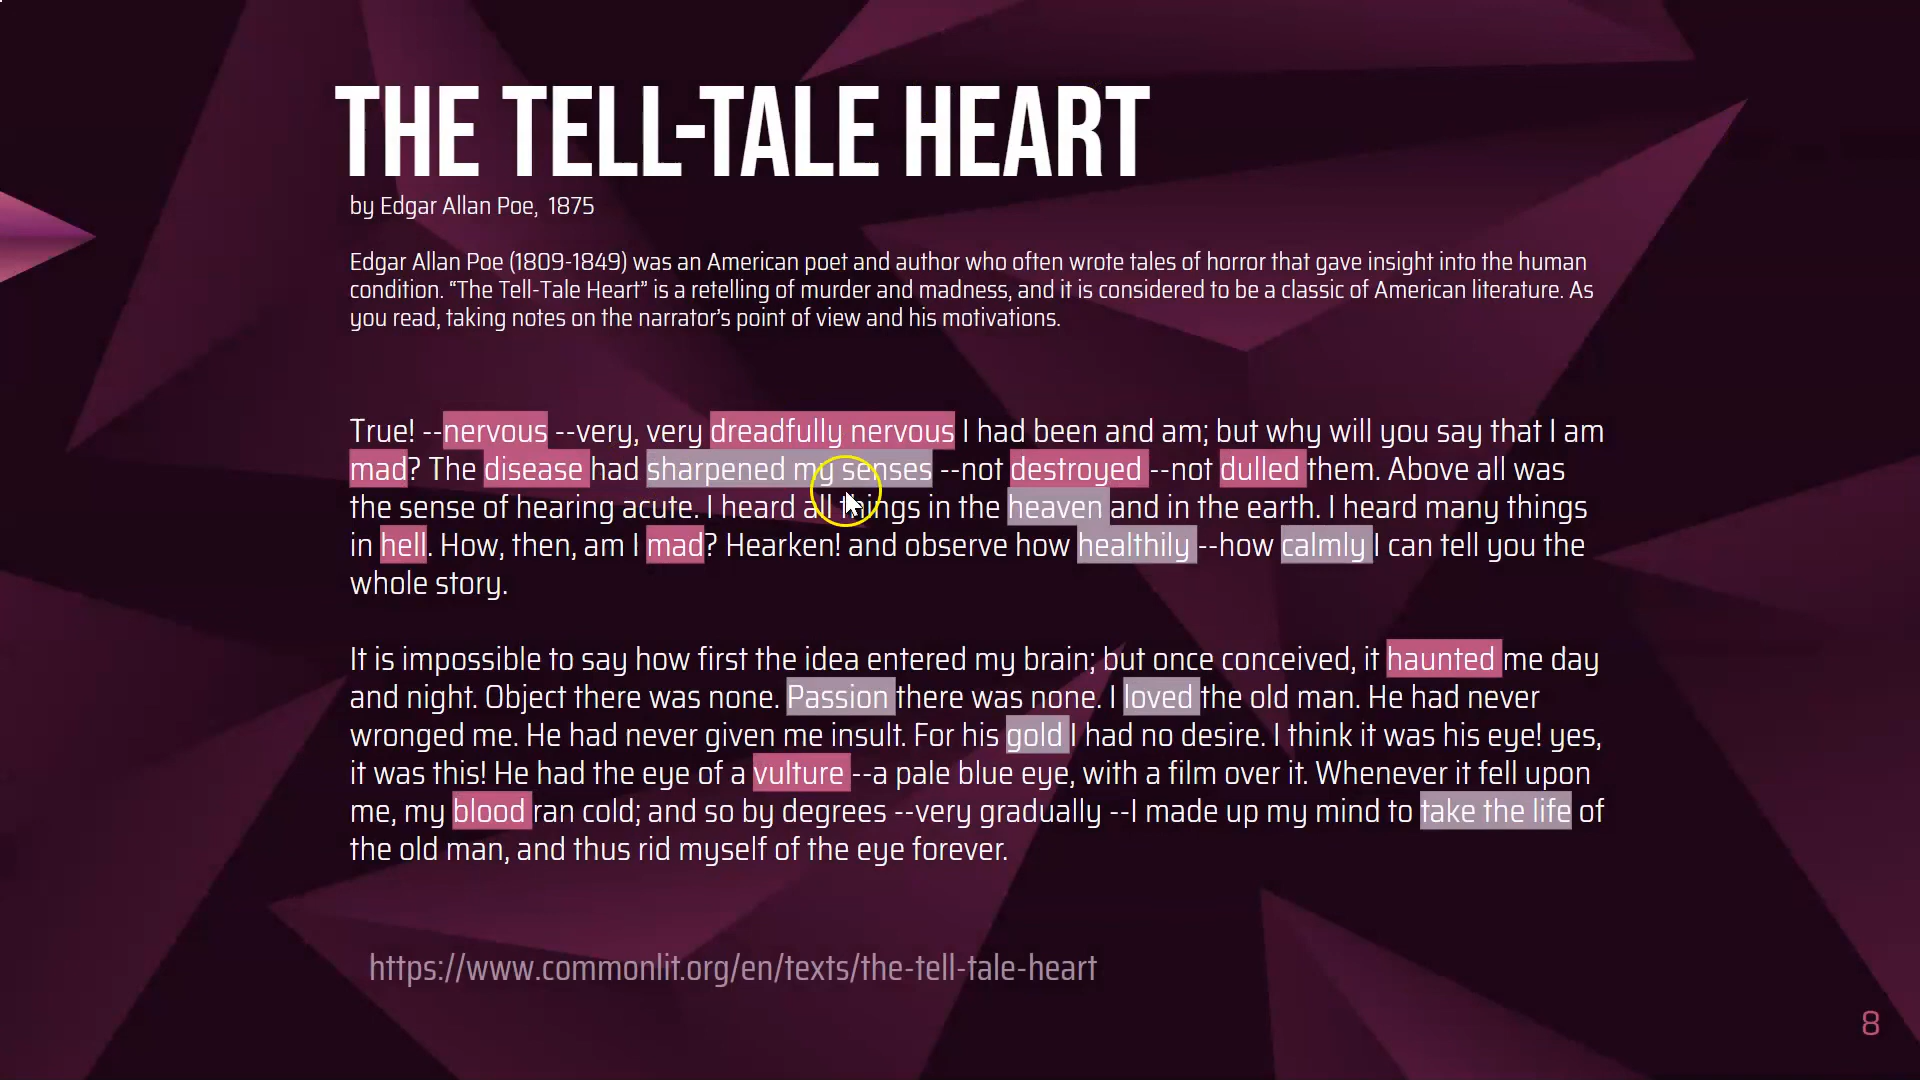 THE TELL-TALE HEART
by Edgar Allan Poe, 1875
Edgar Allan Poe (1809-1849) was an American poet and author who often wrote tales of horror that gave insight into the human
condition. “The Tell-Tale Heart” is a retelling of murder and madness, and it is considered to be a classic of American literature. As
you read, taking notes on the narrator’s point of view and his motivations.
True! --nervous --very, very dreadfully nervous I had been and am; but why will you say that I am
mad? The disease had sharpened my senses --not destroyed --not dulled them. Above all was
the sense of hearing acute. I heard all things in the heaven and in the earth. I heard many things
in hell. How, then, am I mad? Hearken! and observe how healthily --how calmly I can tell you the
whole story.
It is impossible to say how first the idea entered my brain; but once conceived, it haunted me day
and night. Object there was none. Passion there was none. I loved the old man. He had never
wronged me. He had never given me insult. For his gold I had no desire. I think it was his eye! yes,
it was this! He had the eye of a vulture --a pale blue eye, with a film over it. Whenever it fell upon
me, my blood ran cold; and so by degrees --very gradually --I made up my mind to take the life of
the old man, and thus rid myself of the eye forever.
https://www.commonlit.org/en/texts/the-tell-tale-heart
8